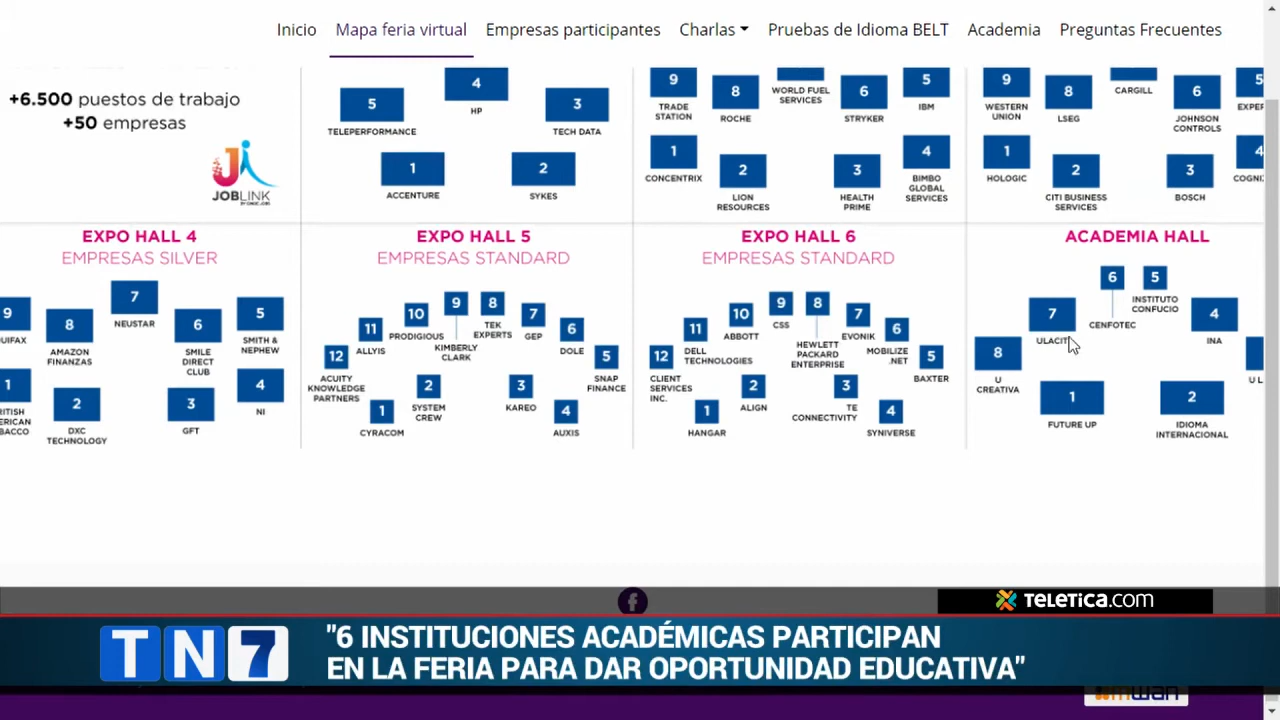 Inicio
Mapa feria virtual
Empresas participantes
Charlas
Pruebas de Idioma BELT
Academia
Preguntas Frecuentes
+6.500 puestos de trabajo
+50 empresas
JOBLINK
5
TELEPERFORMANCE
4
HP
3
TECH DATA
1
ACCENTURE
2
SYKES
9
TRADE
STATION
8
ROCHE
WORLD FUEL
SERVICES
6
STRYKER
5
IBM
1
CONCENTRIX
2
LION
RESOURCES
3
HEALTH
PRIME
4
BIMBO
GLOBAL
SERVICES
9
WESTERN
UNION
8
LSEG
CARGILL
6
JOHNSON
CONTROLS
5
EXPER
1
HOLOGIC
2
CITI BUSINESS
SERVICES
3
BOSCH
4
COGNI
EXPO HALL 4
EMPRESAS SILVER
9
UIFAX
8
AMAZON
FINANZAS
7
NEUSTAR
6
SMILE
DIRECT
CLUB
5
SMITH &
NEPHEW
1
RITISH
ERICAN
BACCO
2
DXC
TECHNOLOGY
3
GFT
4
NI
EXPO HALL 5
EMPRESAS STANDARD
12
ACUITY
KNOWLEDGE
PARTNERS
11
ALLYIS
10
PRODIGIOUS
9
KIMBERLY
CLARK
8
TEK
EXPERTS
7
GEP
6
DOLE
5
SNAP
FINANCE
1
CYRACOM
2
SYSTEM
CREW
3
KAREO
4
AUXIS
EXPO HALL 6
EMPRESAS STANDARD
12
CLIENT
SERVICES
INC.
11
DELL
TECHNOLOGIES
10
ABBOTT
9
CSS
8
HEWLETT
PACKARD
ENTERPRISE
7
EVONIK
6
MOBILIZE
.NET
5
BAXTER
1
HANGAR
2
ALIGN
3
TE
CONNECTIVITY
4
SYNIVERSE
ACADEMIA HALL
8
U
CREATIVA
7
ULACIT
6
CENFOTEC
5
INSTITUTO
CONFUCIO
4
INA
U L
1
FUTURE UP
2
IDIOMA
INTERNACIONAL
f
TELETICA.com
TN7
"6 INSTITUCIONES ACADÉMICAS PARTICIPAN
EN LA FERIA PARA DAR OPORTUNIDAD EDUCATIVA"